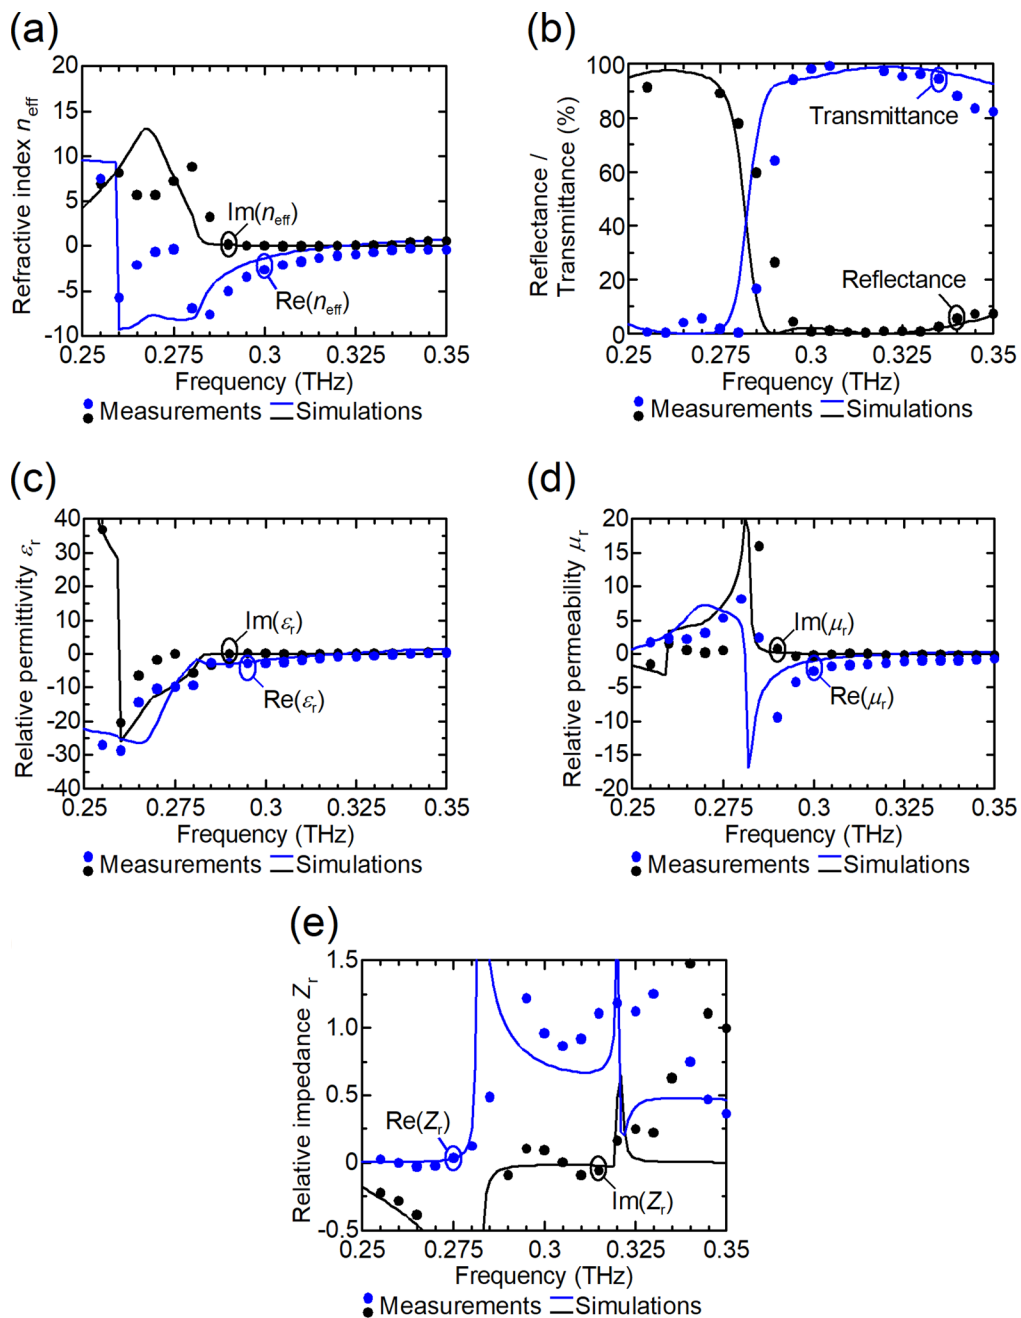 (a)
Refractive index neff
20
15
10
5
0
-5
-10
Im(neff)
Re(neff)
0.25 0.275 0.3 0.325 0.35
Frequency (THz)
Measurements Simulations
(b)
Reflectance /
Transmittance (%)
100
80
60
40
20
0
Transmittance
Reflectance
0.25 0.275 0.3 0.325 0.35
Frequency (THz)
Measurements Simulations
(c)
Relative permittivity εr
40
30
20
10
0
-10
-20
-30
-40
Im(εr)
Re(εr)
0.25 0.275 0.3 0.325 0.35
Frequency (THz)
Measurements Simulations
(d)
Relative permeability μr
20
15
10
5
0
-5
-10
-15
-20
Im(μr)
Re(μr)
0.25 0.275 0.3 0.325 0.35
Frequency (THz)
Measurements Simulations
(e)
Relative impedance Zr
1.5
1.0
0.5
0
-0.5
Re(Zr)
Im(Zr)
0.25 0.275 0.3 0.325 0.35
Frequency (THz)
Measurements Simulations